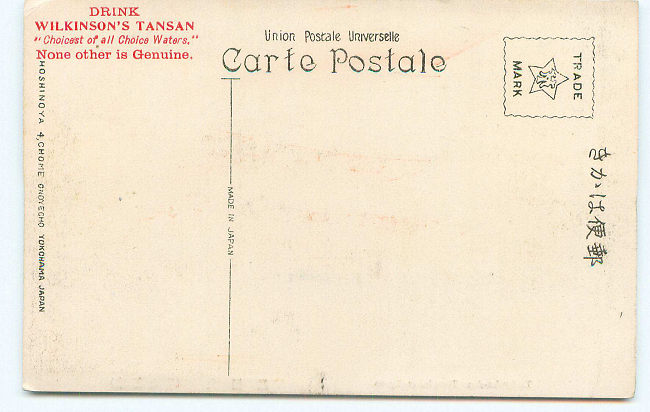 DRINK
WILKINSON'S TANSAN
"Choicest of all Choice Waters."
None other is Genuine.
HOSHINOYA 4, CHOME ONOYECHO YOKOHAMA JAPAN
Union Postale Universelle
Carte Postale
MADE IN JAPAN
TRADE
MARK
きかは便郵